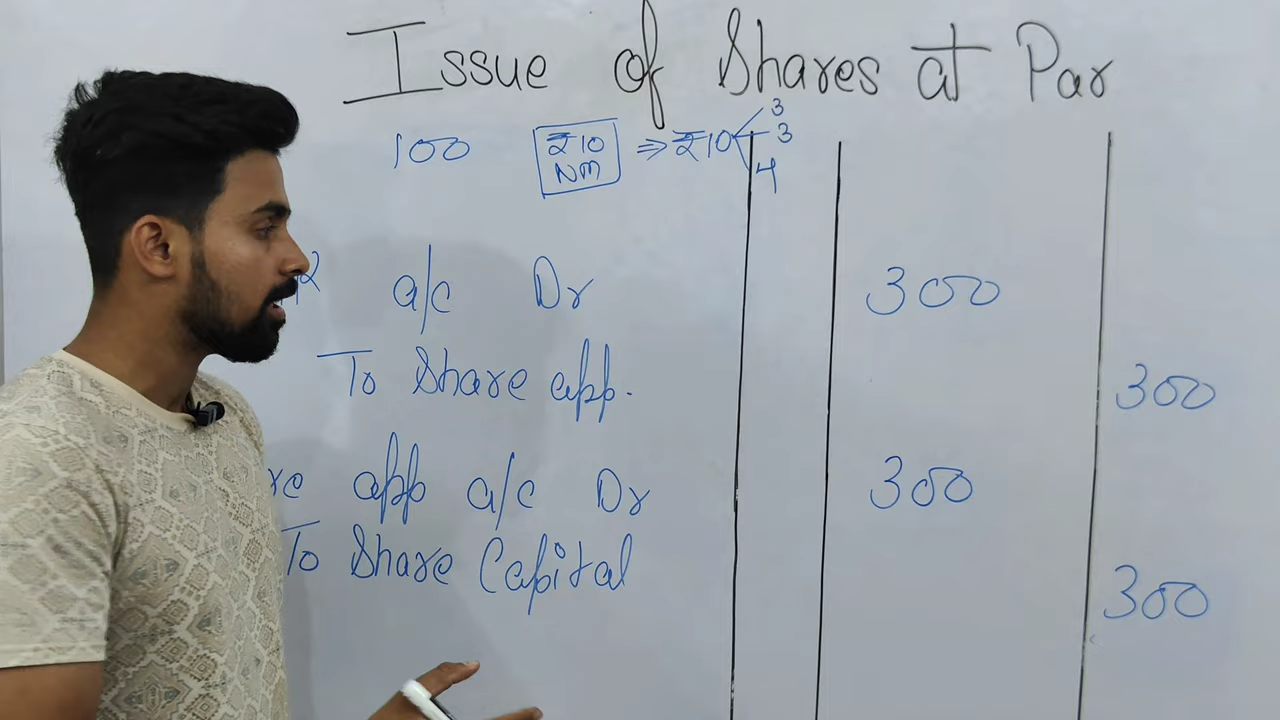 Issue of Shares at Par
100 ₹10 NM ⇒ ₹10 3 3 4
a/c Dr 300
To Share app. 300
app a/c Dr 300
To Share Capital 300